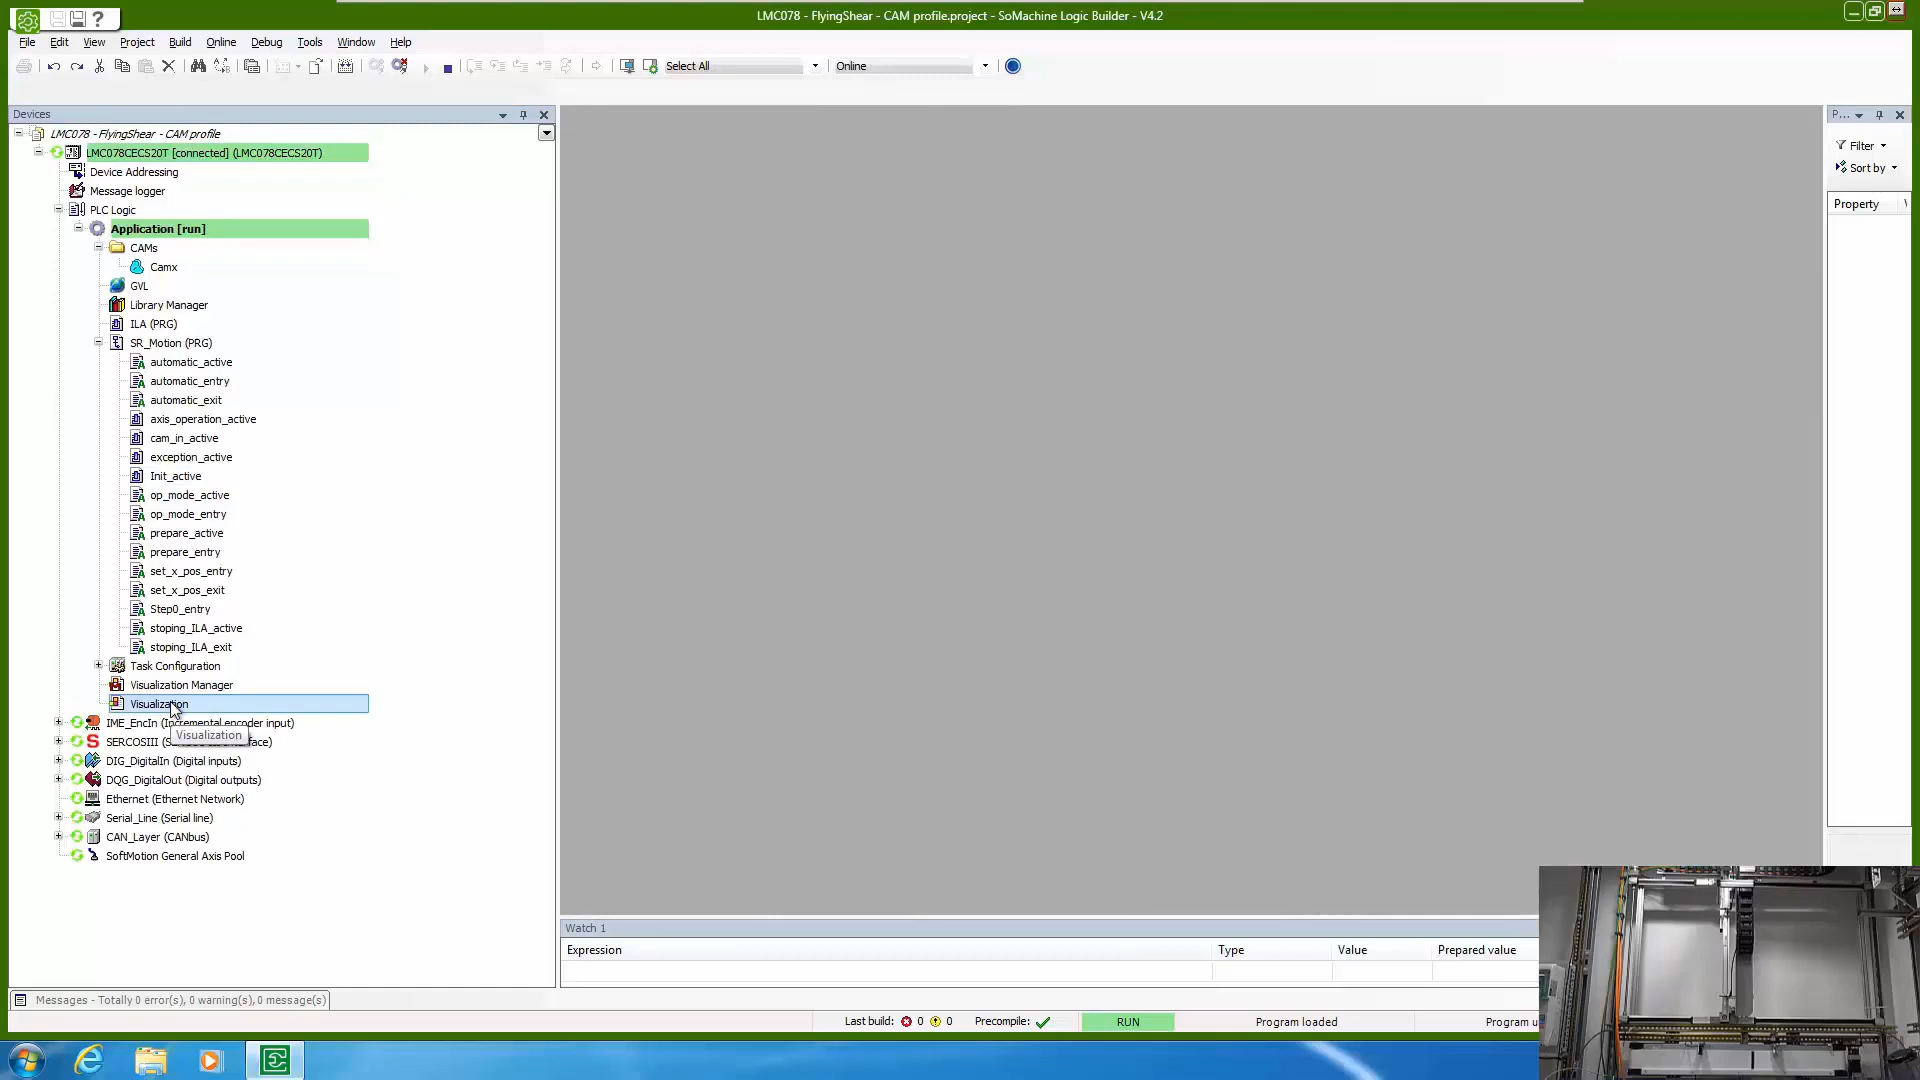 LMC078 - FlyingShear - CAM profile.project - SoMachine Logic Builder - V4.2
File Edit View Project Build Online Debug Tools Window Help
Select All Online
Devices
LMC078 - FlyingShear - CAM profile
LMC078CECS20T [connected] (LMC078CECS20T)
Device Addressing
Message logger
PLC Logic
Application [run]
CAMs
Camx
GVL
Library Manager
ILA (PRG)
SR_Motion (PRG)
automatic_active
automatic_entry
automatic_exit
axis_operation_active
cam_in_active
exception_active
Init_active
op_mode_active
op_mode_entry
prepare_active
prepare_entry
set_x_pos_entry
set_x_pos_exit
Step0_entry
stoping_ILA_active
stoping_ILA_exit
Task Configuration
Visualization Manager
Visualization
IME_EncIn (Incremental encoder input)
Visualization
SERCOSIII
DIG_DigitalIn (Digital inputs)
DQG_DigitalOut (Digital outputs)
Ethernet (Ethernet Network)
Serial_Line (Serial line)
CAN_Layer (CANbus)
SoftMotion General Axis Pool
P...
Filter
Sort by
Property
Watch 1
Expression Type Value Prepared value
Messages - Totally 0 error(s), 0 warning(s), 0 message(s)
Last build: 0 0 Precompile: RUN Program loaded Program u